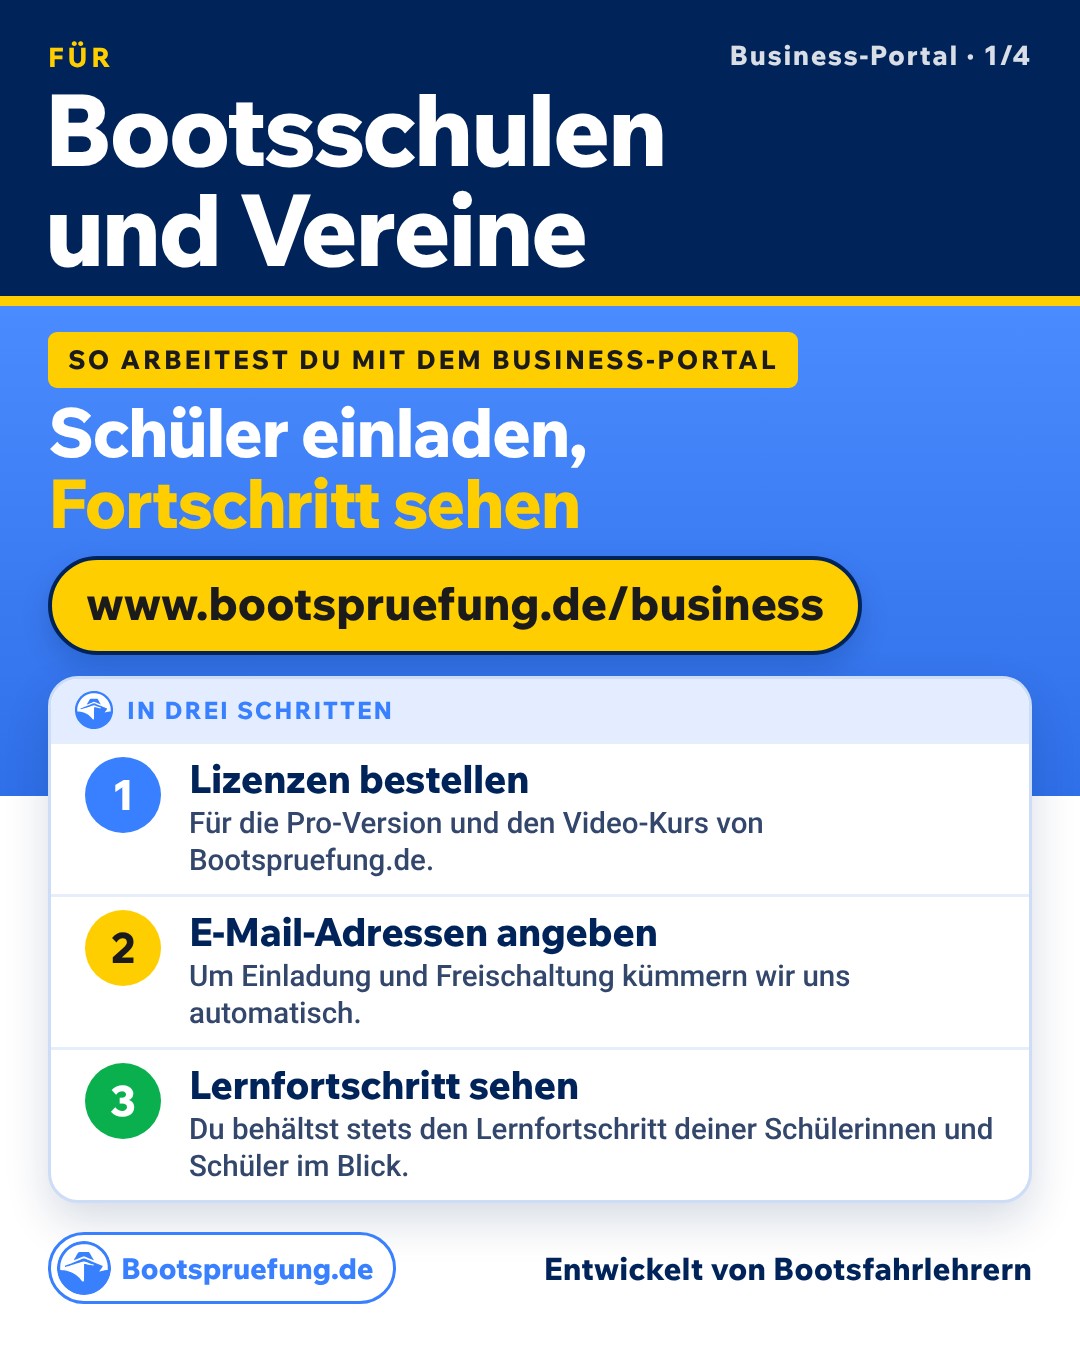 FÜR
Business-Portal · 1/4
Bootsschulen
und Vereine
SO ARBEITEST DU MIT DEM BUSINESS-PORTAL
Schüler einladen,
Fortschritt sehen
www.bootspruefung.de/business
IN DREI SCHRITTEN
1
Lizenzen bestellen
Für die Pro-Version und den Video-Kurs von
Bootspruefung.de.
2
E-Mail-Adressen angeben
Um Einladung und Freischaltung kümmern wir uns
automatisch.
3
Lernfortschritt sehen
Du behältst stets den Lernfortschritt deiner Schülerinnen und
Schüler im Blick.
Bootspruefung.de
Entwickelt von Bootsfahrlehrern